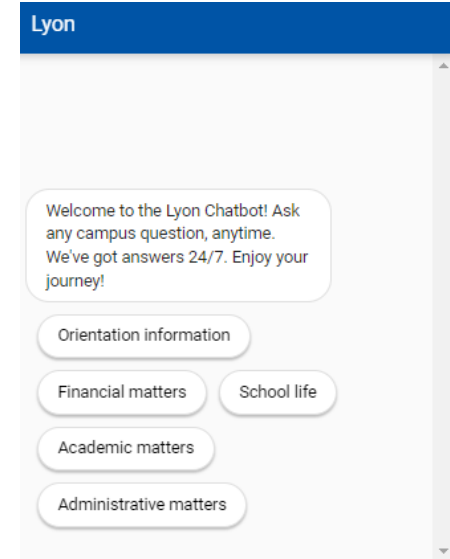 Lyon
Welcome to the Lyon Chatbot! Ask
any campus question, anytime.
We've got answers 24/7. Enjoy your
journey!
Orientation information
Financial matters
School life
Academic matters
Administrative matters